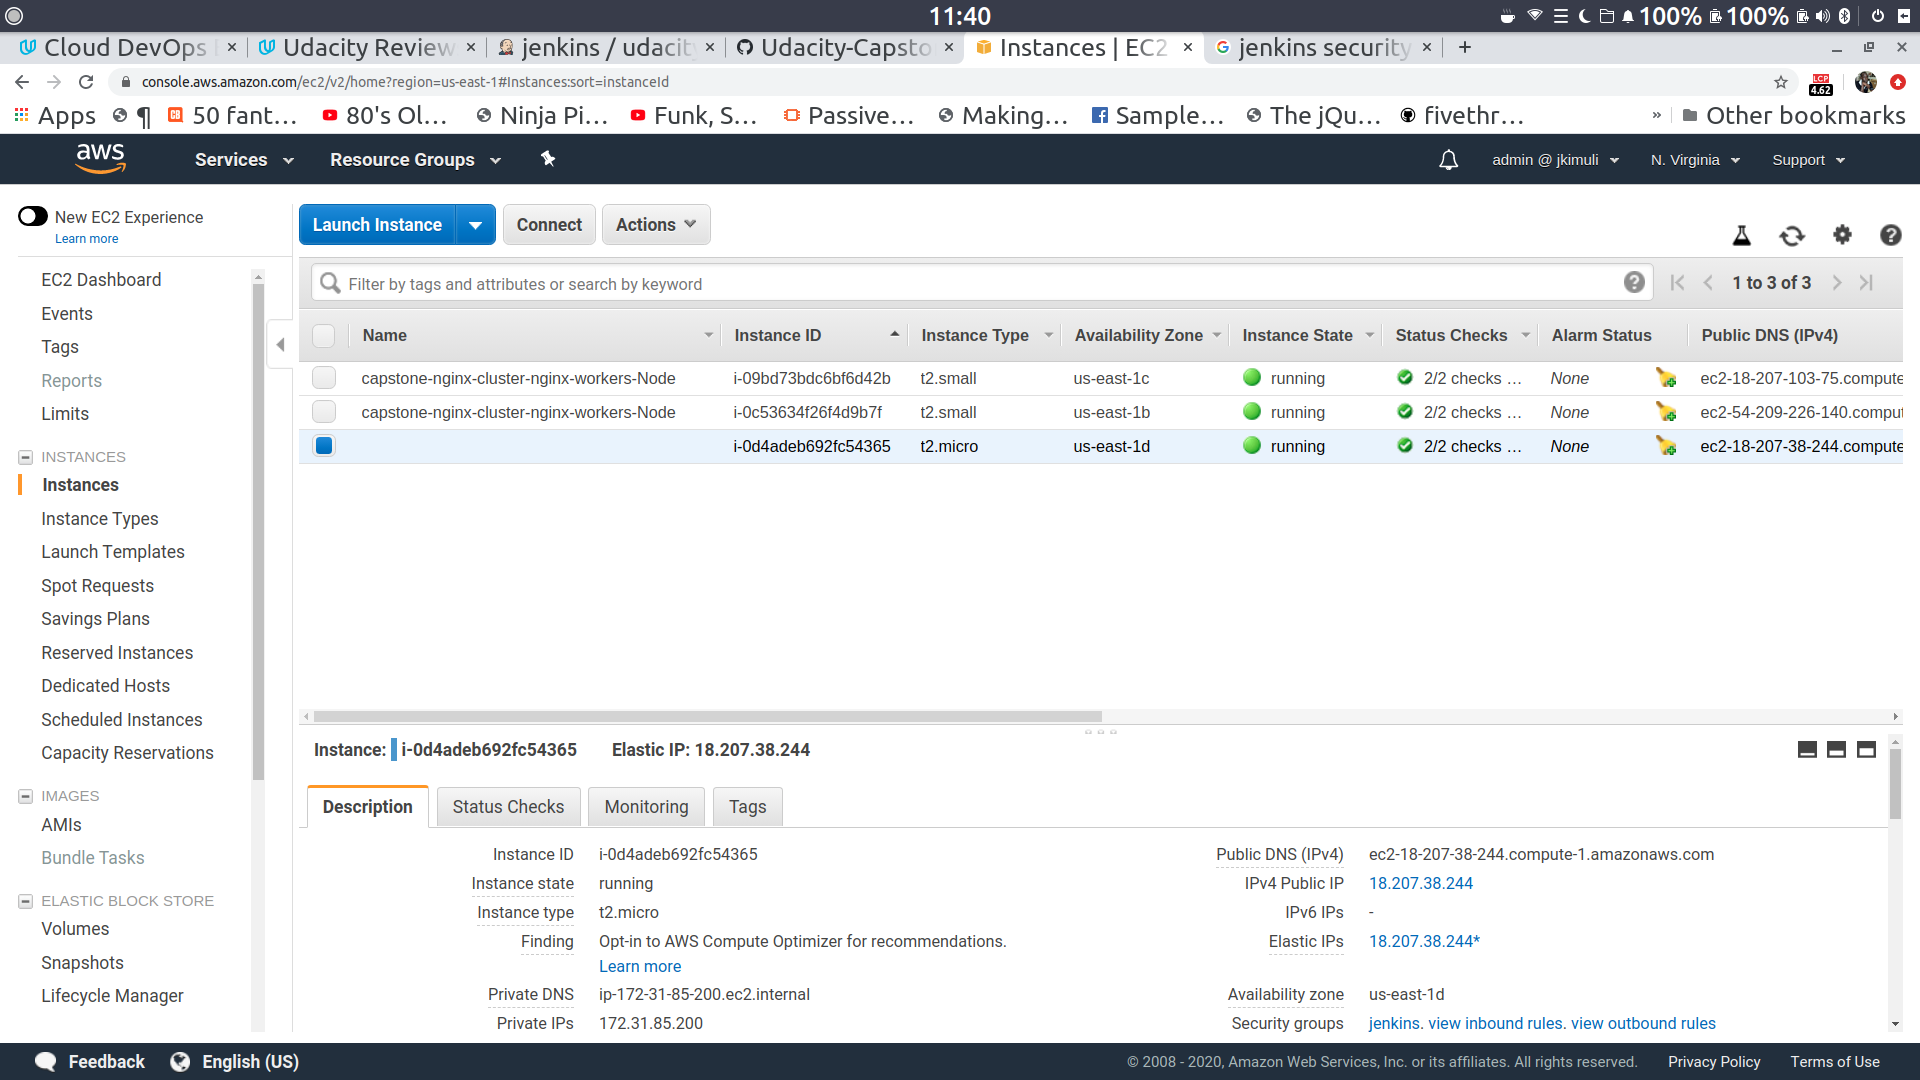 11:40
100% 100%
Cloud DevOps
Udacity Review
jenkins / udacity
Udacity-Capsto
Instances | EC2
jenkins security
console.aws.amazon.com/ec2/v2/home?region=us-east-1#Instances:sort=instanceId
LCP
4.62
Apps ¶ 50 fant... 80's Ol... Ninja Pi... Funk, S... Passive... Making... Sample... The jQu... fivethr... » Other bookmarks
aws Services Resource Groups admin @ jkimuli N. Virginia Support
New EC2 Experience
Learn more
EC2 Dashboard
Events
Tags
Reports
Limits
INSTANCES
Instances
Instance Types
Launch Templates
Spot Requests
Savings Plans
Reserved Instances
Dedicated Hosts
Scheduled Instances
Capacity Reservations
IMAGES
AMIs
Bundle Tasks
ELASTIC BLOCK STORE
Volumes
Snapshots
Lifecycle Manager
Launch Instance Connect Actions
Filter by tags and attributes or search by keyword
1 to 3 of 3
Name Instance ID Instance Type Availability Zone Instance State Status Checks Alarm Status Public DNS (IPv4)
capstone-nginx-cluster-nginx-workers-Node i-09bd73bdc6bf6d42b t2.small us-east-1c running 2/2 checks ... None ec2-18-207-103-75.compute
capstone-nginx-cluster-nginx-workers-Node i-0c53634f26f4d9b7f t2.small us-east-1b running 2/2 checks ... None ec2-54-209-226-140.comput
i-0d4adeb692fc54365 t2.micro us-east-1d running 2/2 checks ... None ec2-18-207-38-244.compute
Instance: i-0d4adeb692fc54365 Elastic IP: 18.207.38.244
Description Status Checks Monitoring Tags
Instance ID i-0d4adeb692fc54365
Instance state running
Instance type t2.micro
Finding Opt-in to AWS Compute Optimizer for recommendations.
Learn more
Private DNS ip-172-31-85-200.ec2.internal
Private IPs 172.31.85.200
Public DNS (IPv4) ec2-18-207-38-244.compute-1.amazonaws.com
IPv4 Public IP 18.207.38.244
IPv6 IPs -
Elastic IPs 18.207.38.244*
Availability zone us-east-1d
Security groups jenkins. view inbound rules. view outbound rules
Feedback English (US) © 2008 - 2020, Amazon Web Services, Inc. or its affiliates. All rights reserved. Privacy Policy Terms of Use